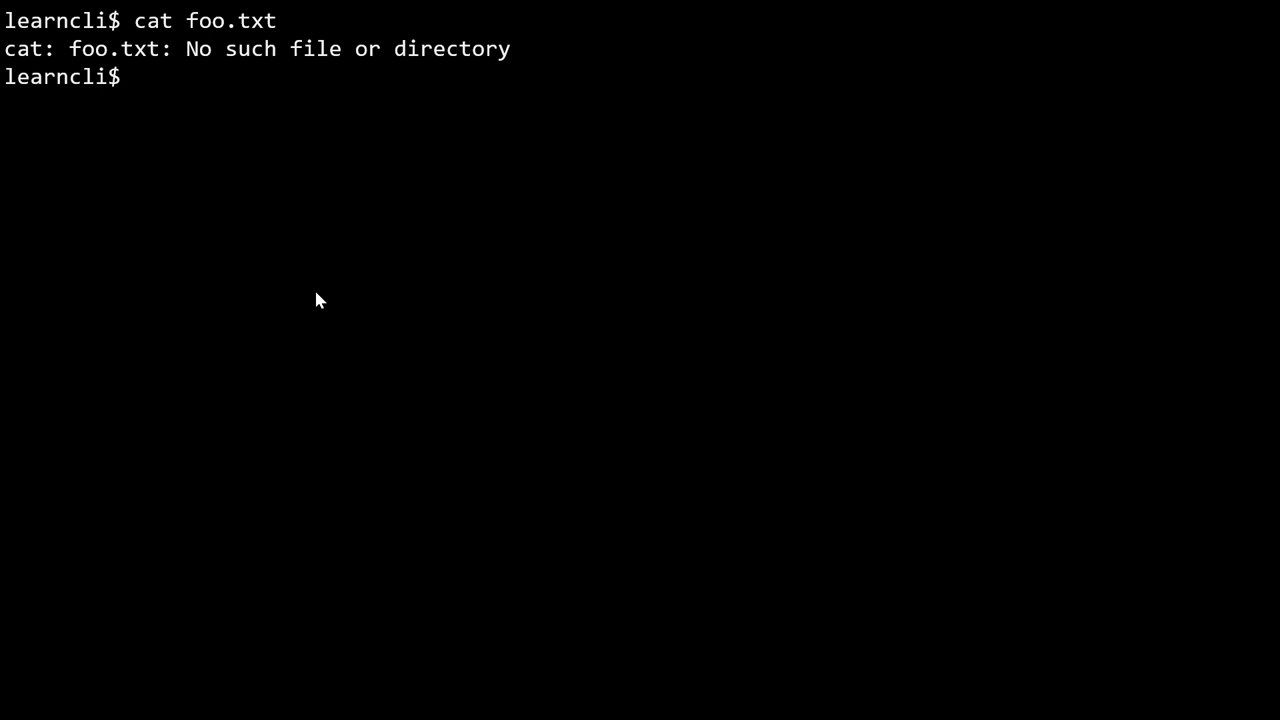 learncli$ cat foo.txt
cat: foo.txt: No such file or directory
learncli$